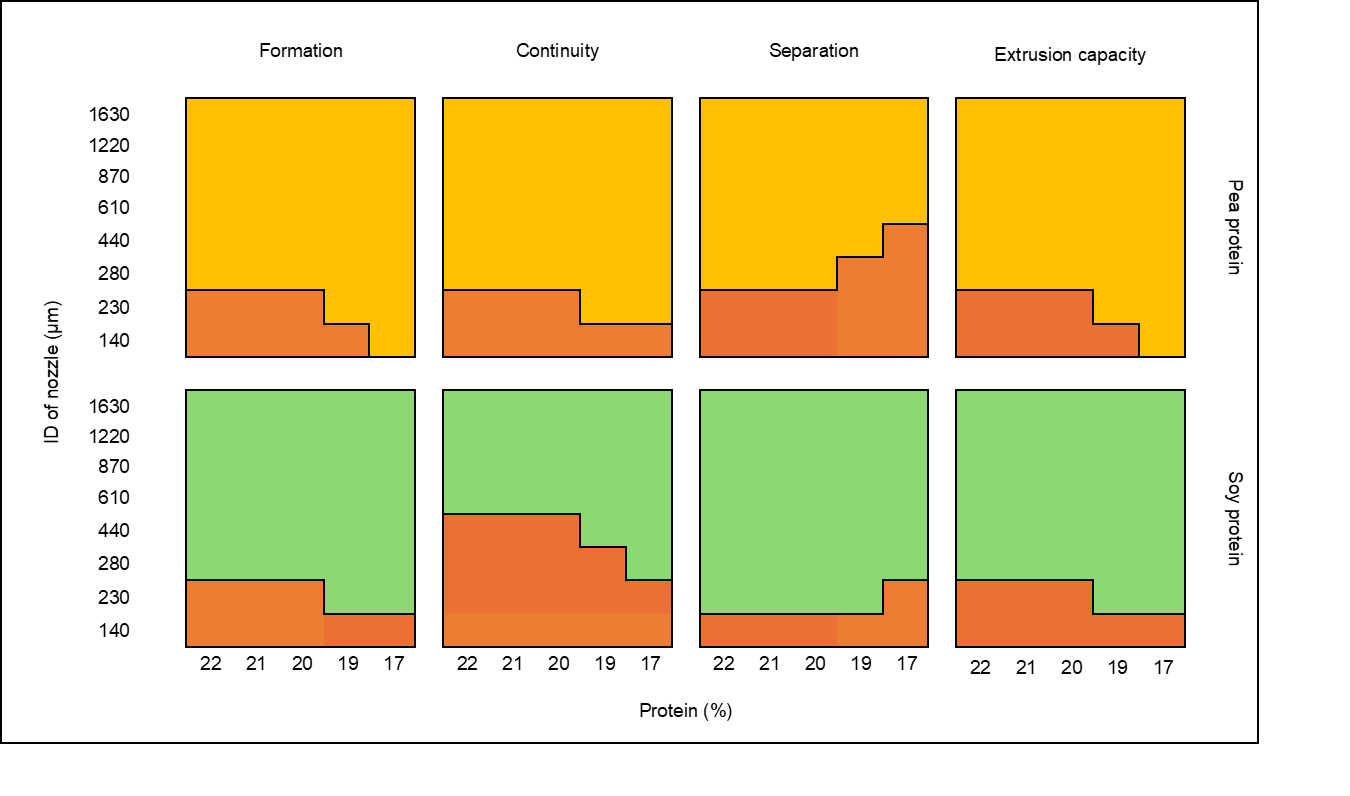 Formation Continuity Separation Extrusion capacity
1630
1220
870
610
440
280
230
140
Pea protein
ID of nozzle (µm)
1630
1220
870
610
440
280
230
140
Soy protein
22 21 20 19 17 22 21 20 19 17 22 21 20 19 17 22 21 20 19 17
Protein (%)